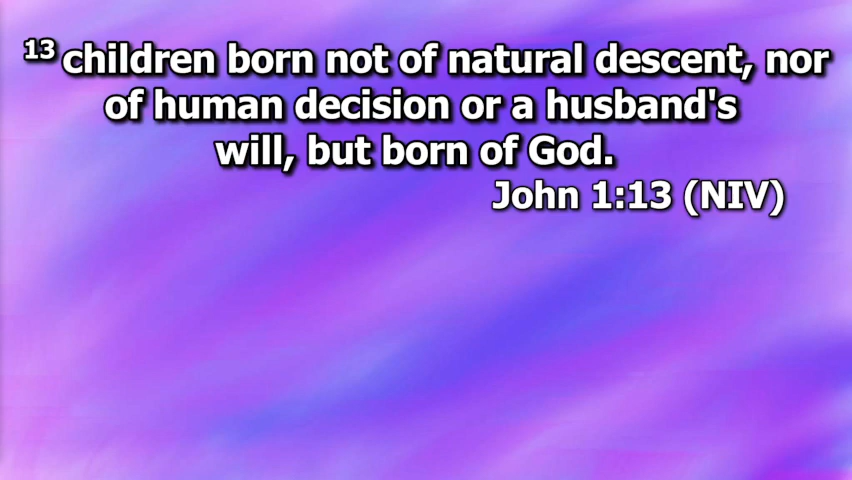 13 children born not of natural descent, nor
of human decision or a husband's
will, but born of God.
John 1:13 (NIV)